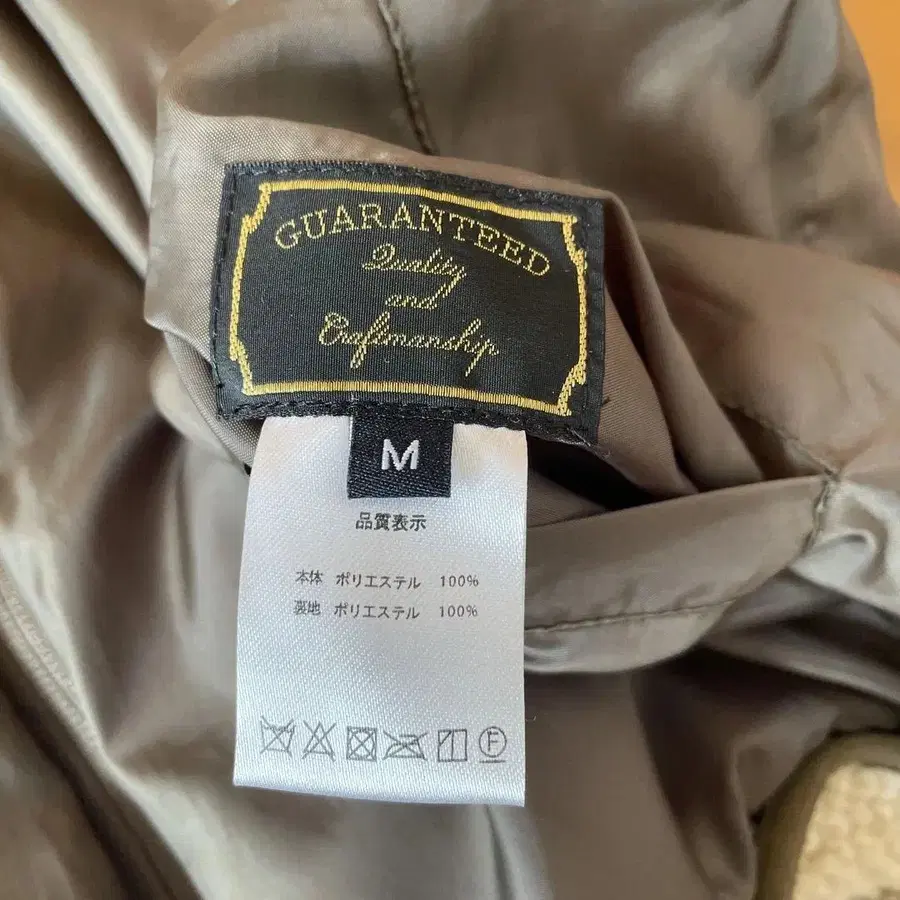 GUARANTEED
Quality
and
Craftmanship
M
品質表示
本体 ポリエステル 100%
裏地 ポリエステル 100%
F